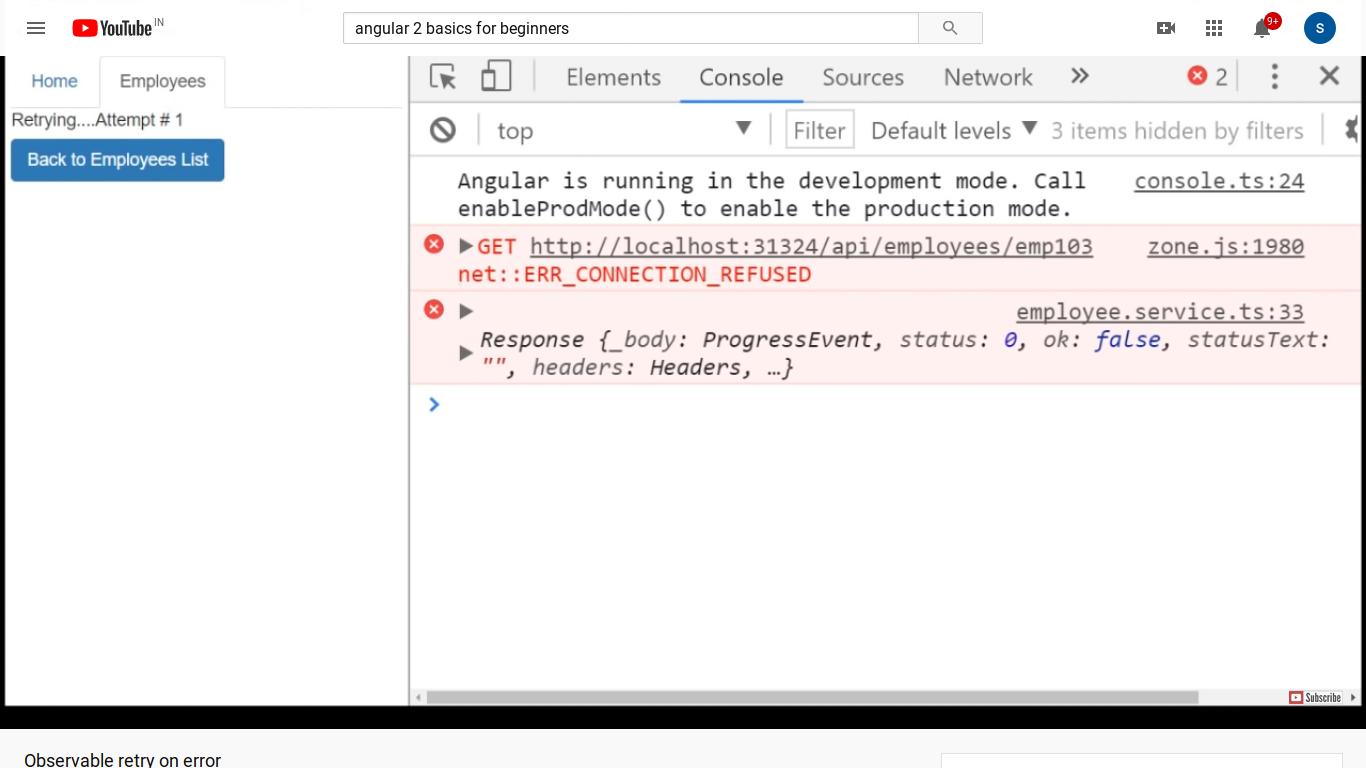 YouTube IN
angular 2 basics for beginners
9+
S
Home
Employees
Retrying....Attempt # 1
Back to Employees List
Elements
Console
Sources
Network
2
top
Filter
Default levels
3 items hidden by filters
Angular is running in the development mode. Call console.ts:24
enableProdMode() to enable the production mode.
GET http://localhost:31324/api/employees/emp103 zone.js:1980
net::ERR_CONNECTION_REFUSED
employee.service.ts:33
Response {_body: ProgressEvent, status: 0, ok: false, statusText:
"", headers: Headers, …}
Subscribe
Observable retry on error